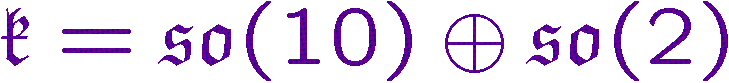 𝔨 = 𝔰𝔬(10) ⊕ 𝔰𝔬(2)